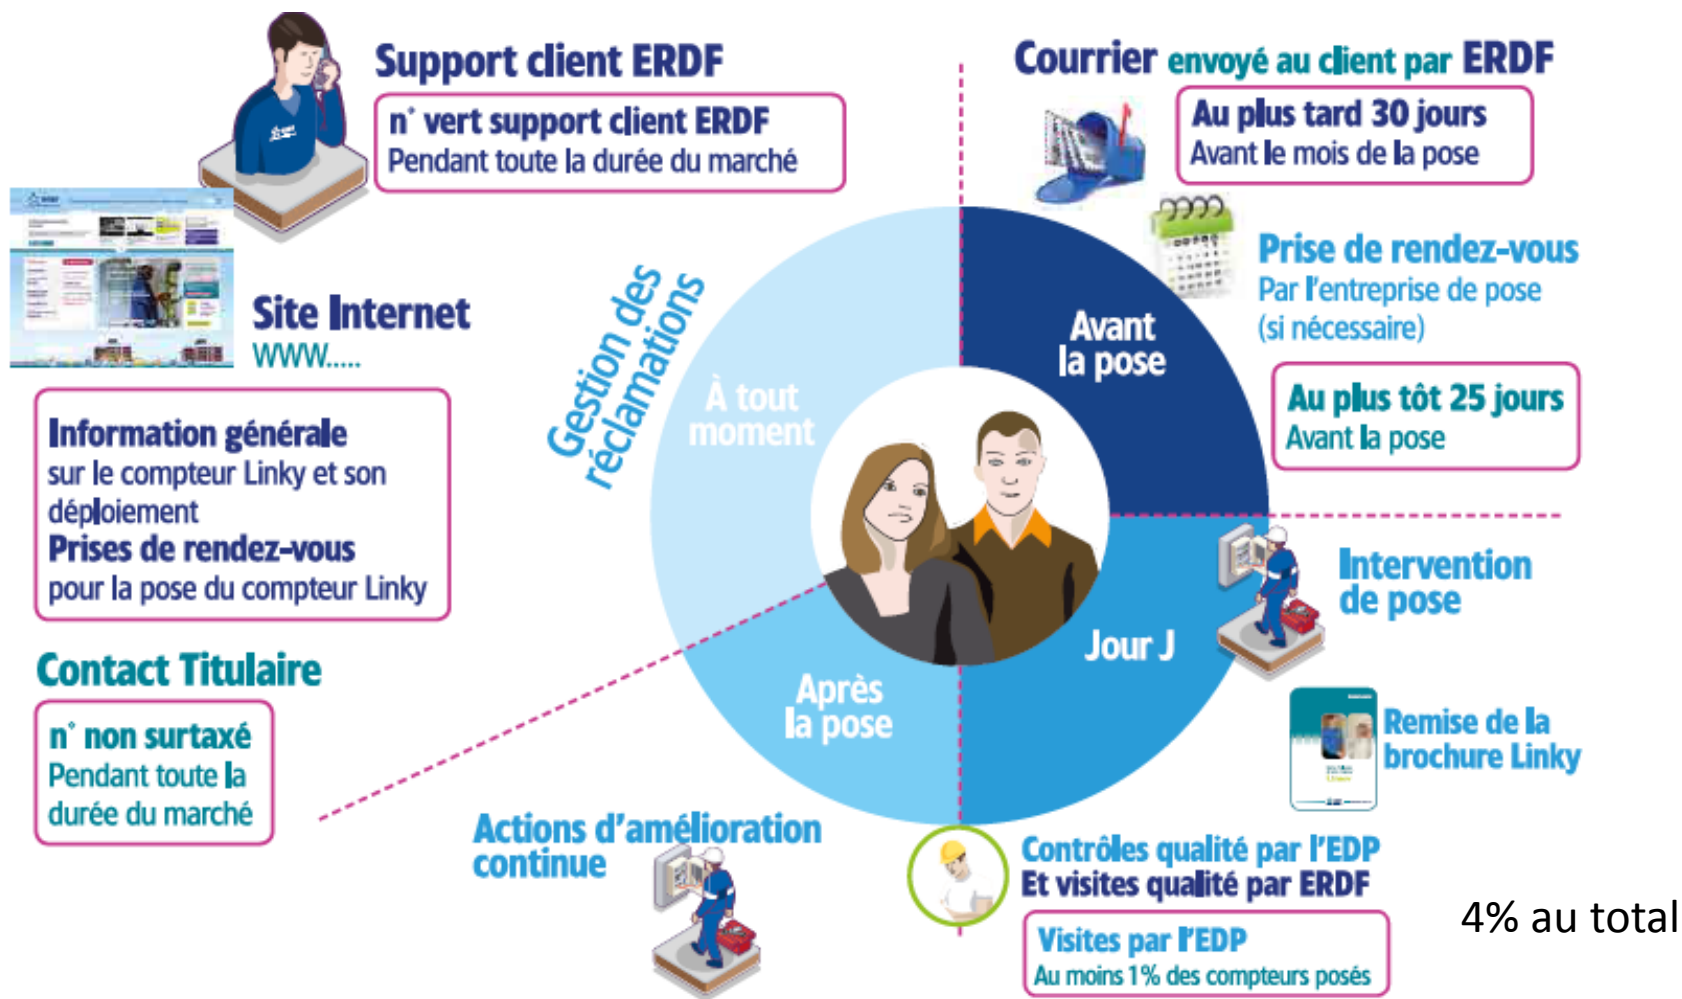 Support client ERDF
n° vert support client ERDF
Pendant toute la durée du marché
Courrier envoyé au client par ERDF
Au plus tard 30 jours
Avant le mois de la pose
Prise de rendez-vous
Par l'entreprise de pose
(si nécessaire)
Au plus tôt 25 jours
Avant la pose
Site Internet
WWW.....
Information générale
sur le compteur Linky et son
déploiement
Prises de rendez-vous
pour la pose du compteur Linky
Contact Titulaire
n° non surtaxé
Pendant toute la
durée du marché
Gestion des
réclamations
À tout
moment
Avant
la pose
Jour J
Après
la pose
Intervention
de pose
Remise de la
brochure Linky
Actions d'amélioration
continue
Contrôles qualité par l'EDP
Et visites qualité par ERDF
Visites par l'EDP
Au moins 1% des compteurs posés
4% au total